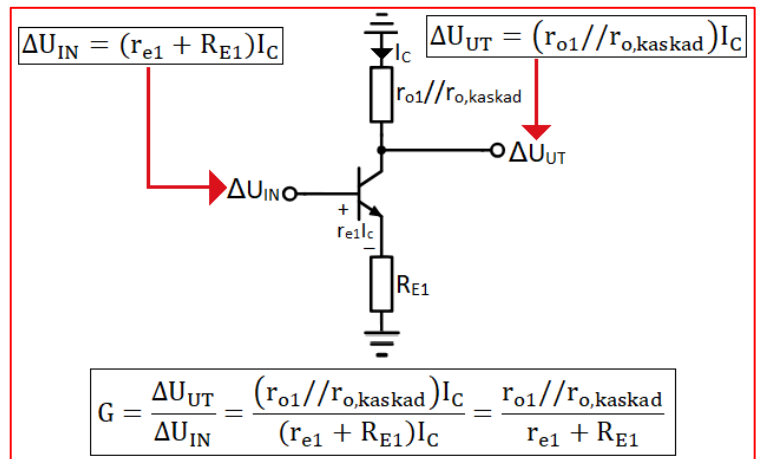 ΔU_IN = (r_e1 + R_E1)I_C
ΔU_UT = (r_o1//r_o,kaskad)I_C
I_C
r_o1//r_o,kaskad
ΔU_UT
ΔU_IN
+
r_e1I_c
−
R_E1
G = ΔU_UT/ΔU_IN = (r_o1//r_o,kaskad)I_C/(r_e1 + R_E1)I_C = r_o1//r_o,kaskad/r_e1 + R_E1